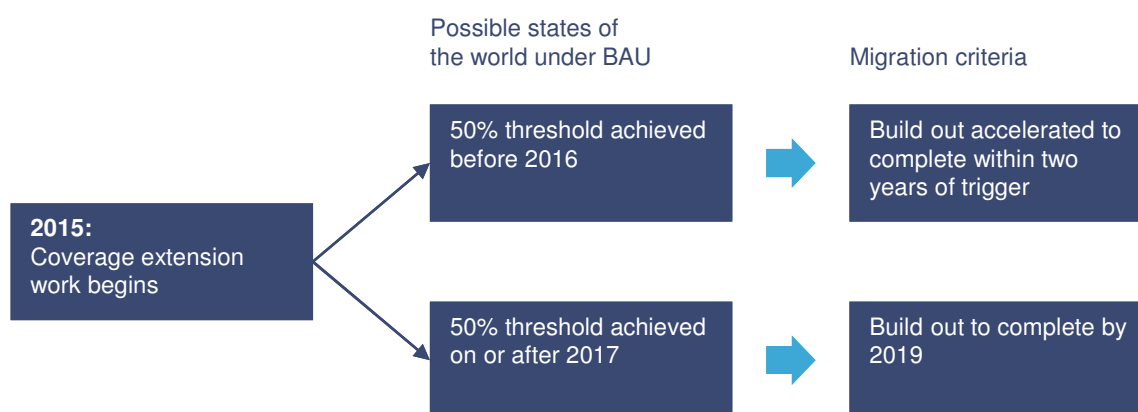 Possible states of
the world under BAU
Migration criteria
50% threshold achieved
before 2016
Build out accelerated to
complete within two
years of trigger
2015:
Coverage extension
work begins
50% threshold achieved
on or after 2017
Build out to complete by
2019